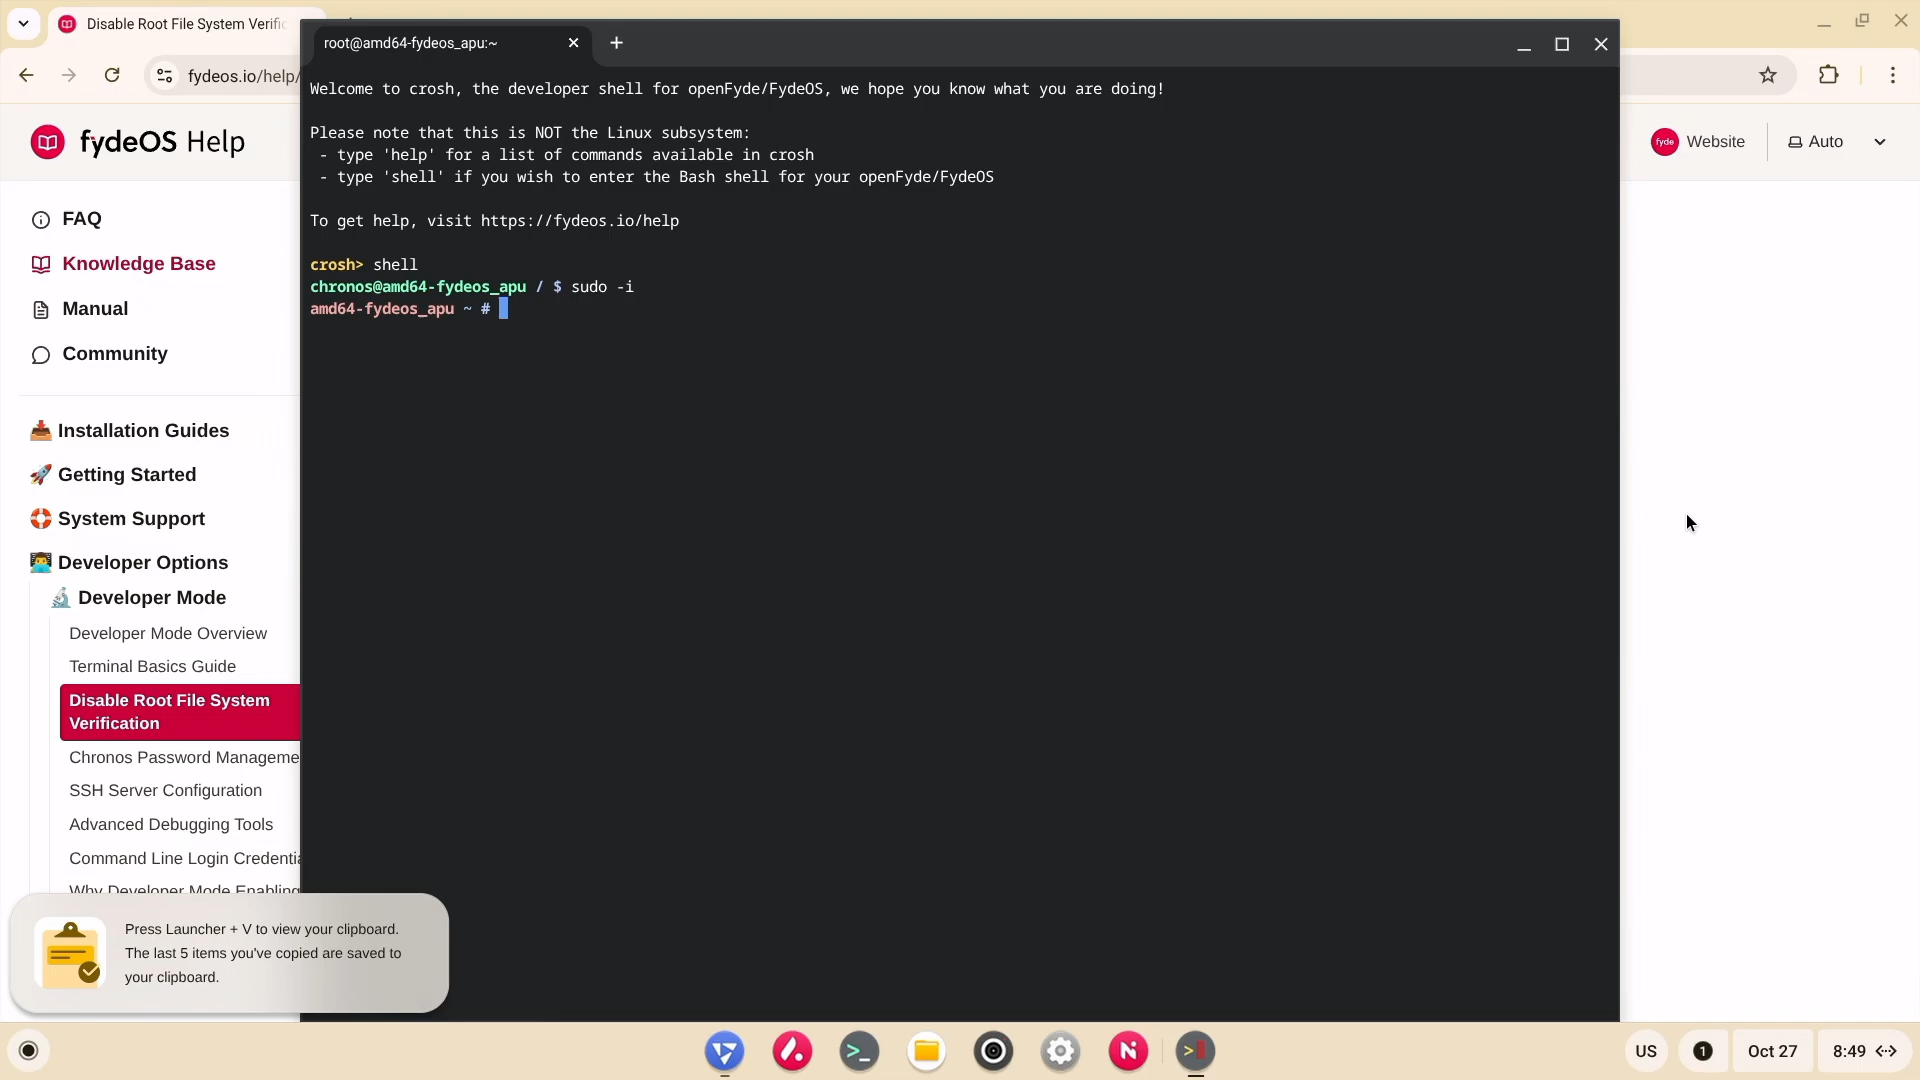 Disable Root File System Verific
root@amd64-fydeos_apu:~
fydeos.io/help/
fydeOS Help
fyde Website
Auto
FAQ
Knowledge Base
Manual
Community
Installation Guides
Getting Started
System Support
Developer Options
Developer Mode
Developer Mode Overview
Terminal Basics Guide
Disable Root File System
Verification
Chronos Password Manageme
SSH Server Configuration
Advanced Debugging Tools
Command Line Login Credentia
Why Developer Mode Enabling
Welcome to crosh, the developer shell for openFyde/FydeOS, we hope you know what you are doing!
Please note that this is NOT the Linux subsystem:
- type 'help' for a list of commands available in crosh
- type 'shell' if you wish to enter the Bash shell for your openFyde/FydeOS
To get help, visit https://fydeos.io/help
crosh> shell
chronos@amd64-fydeos_apu / $ sudo -i
amd64-fydeos_apu ~ #
Press Launcher + V to view your clipboard.
The last 5 items you've copied are saved to
your clipboard.
US
1
Oct 27
8:49